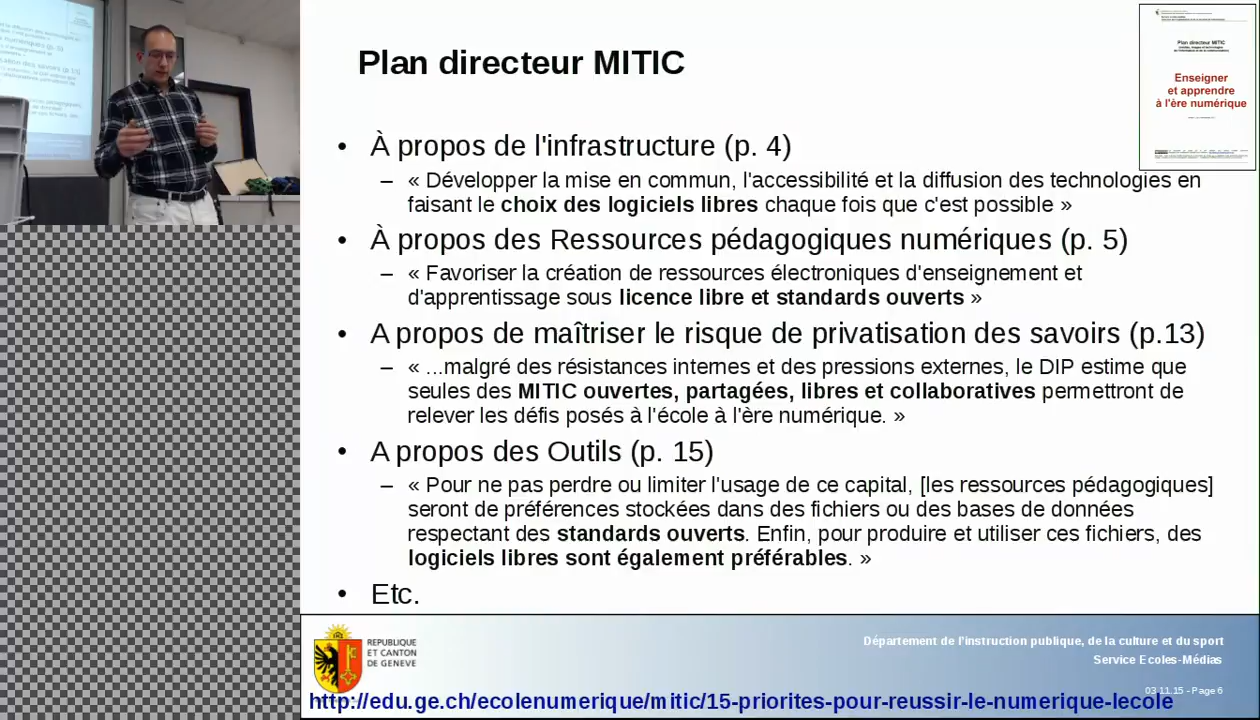 Plan directeur MITIC
• À propos de l'infrastructure (p. 4)
– « Développer la mise en commun, l'accessibilité et la diffusion des technologies en
faisant le choix des logiciels libres chaque fois que c'est possible »
• À propos des Ressources pédagogiques numériques (p. 5)
– « Favoriser la création de ressources électroniques d'enseignement et
d'apprentissage sous licence libre et standards ouverts »
• A propos de maîtriser le risque de privatisation des savoirs (p.13)
– « ...malgré des résistances internes et des pressions externes, le DIP estime que
seules des MITIC ouvertes, partagées, libres et collaboratives permettront de
relever les défis posés à l'école à l'ère numérique. »
• A propos des Outils (p. 15)
– « Pour ne pas perdre ou limiter l'usage de ce capital, [les ressources pédagogiques]
seront de préférences stockées dans des fichiers ou des bases de données
respectant des standards ouverts. Enfin, pour produire et utiliser ces fichiers, des
logiciels libres sont également préférables. »
• Etc.
Plan directeur MITIC
Enseigner
et apprendre
à l'ère numérique
REPUBLIQUE
ET CANTON
DE GENEVE
Département de l'instruction publique, de la culture et du sport
Service Ecoles-Médias
03.11.15 - Page 6
http://edu.ge.ch/ecolenumerique/mitic/15-priorites-pour-reussir-le-numerique-lecole